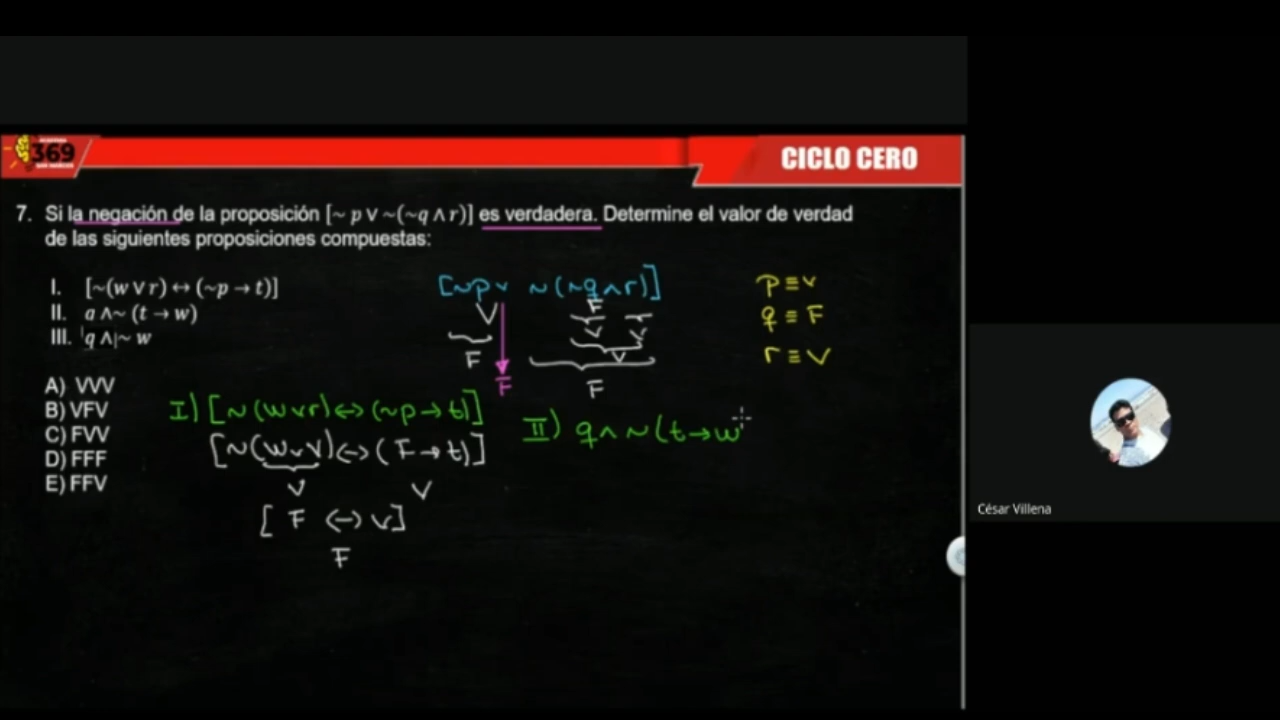 369
CICLO CERO
7. Si la negación de la proposición [~ p ∨ ~(~q ∧ r)] es verdadera. Determine el valor de verdad
de las siguientes proposiciones compuestas:
I. [~(w ∨ r) ↔ (~p → t)]
II. q ∧~ (t → w)
III. q ∧ ~ w
A) VVV
B) VFV
C) FVV
D) FFF
E) FFV
[~p ∨ ~(~q ∧ r)]
V F
V V
F V
F F
p ≡ V
q ≡ F
r ≡ V
I) [~(w ∨ r) ↔ (~p → t)]
[~(w ∨ V) ↔ (F → t)]
V V
[F ↔ V]
F
II) q ∧ ~(t → w
César Villena